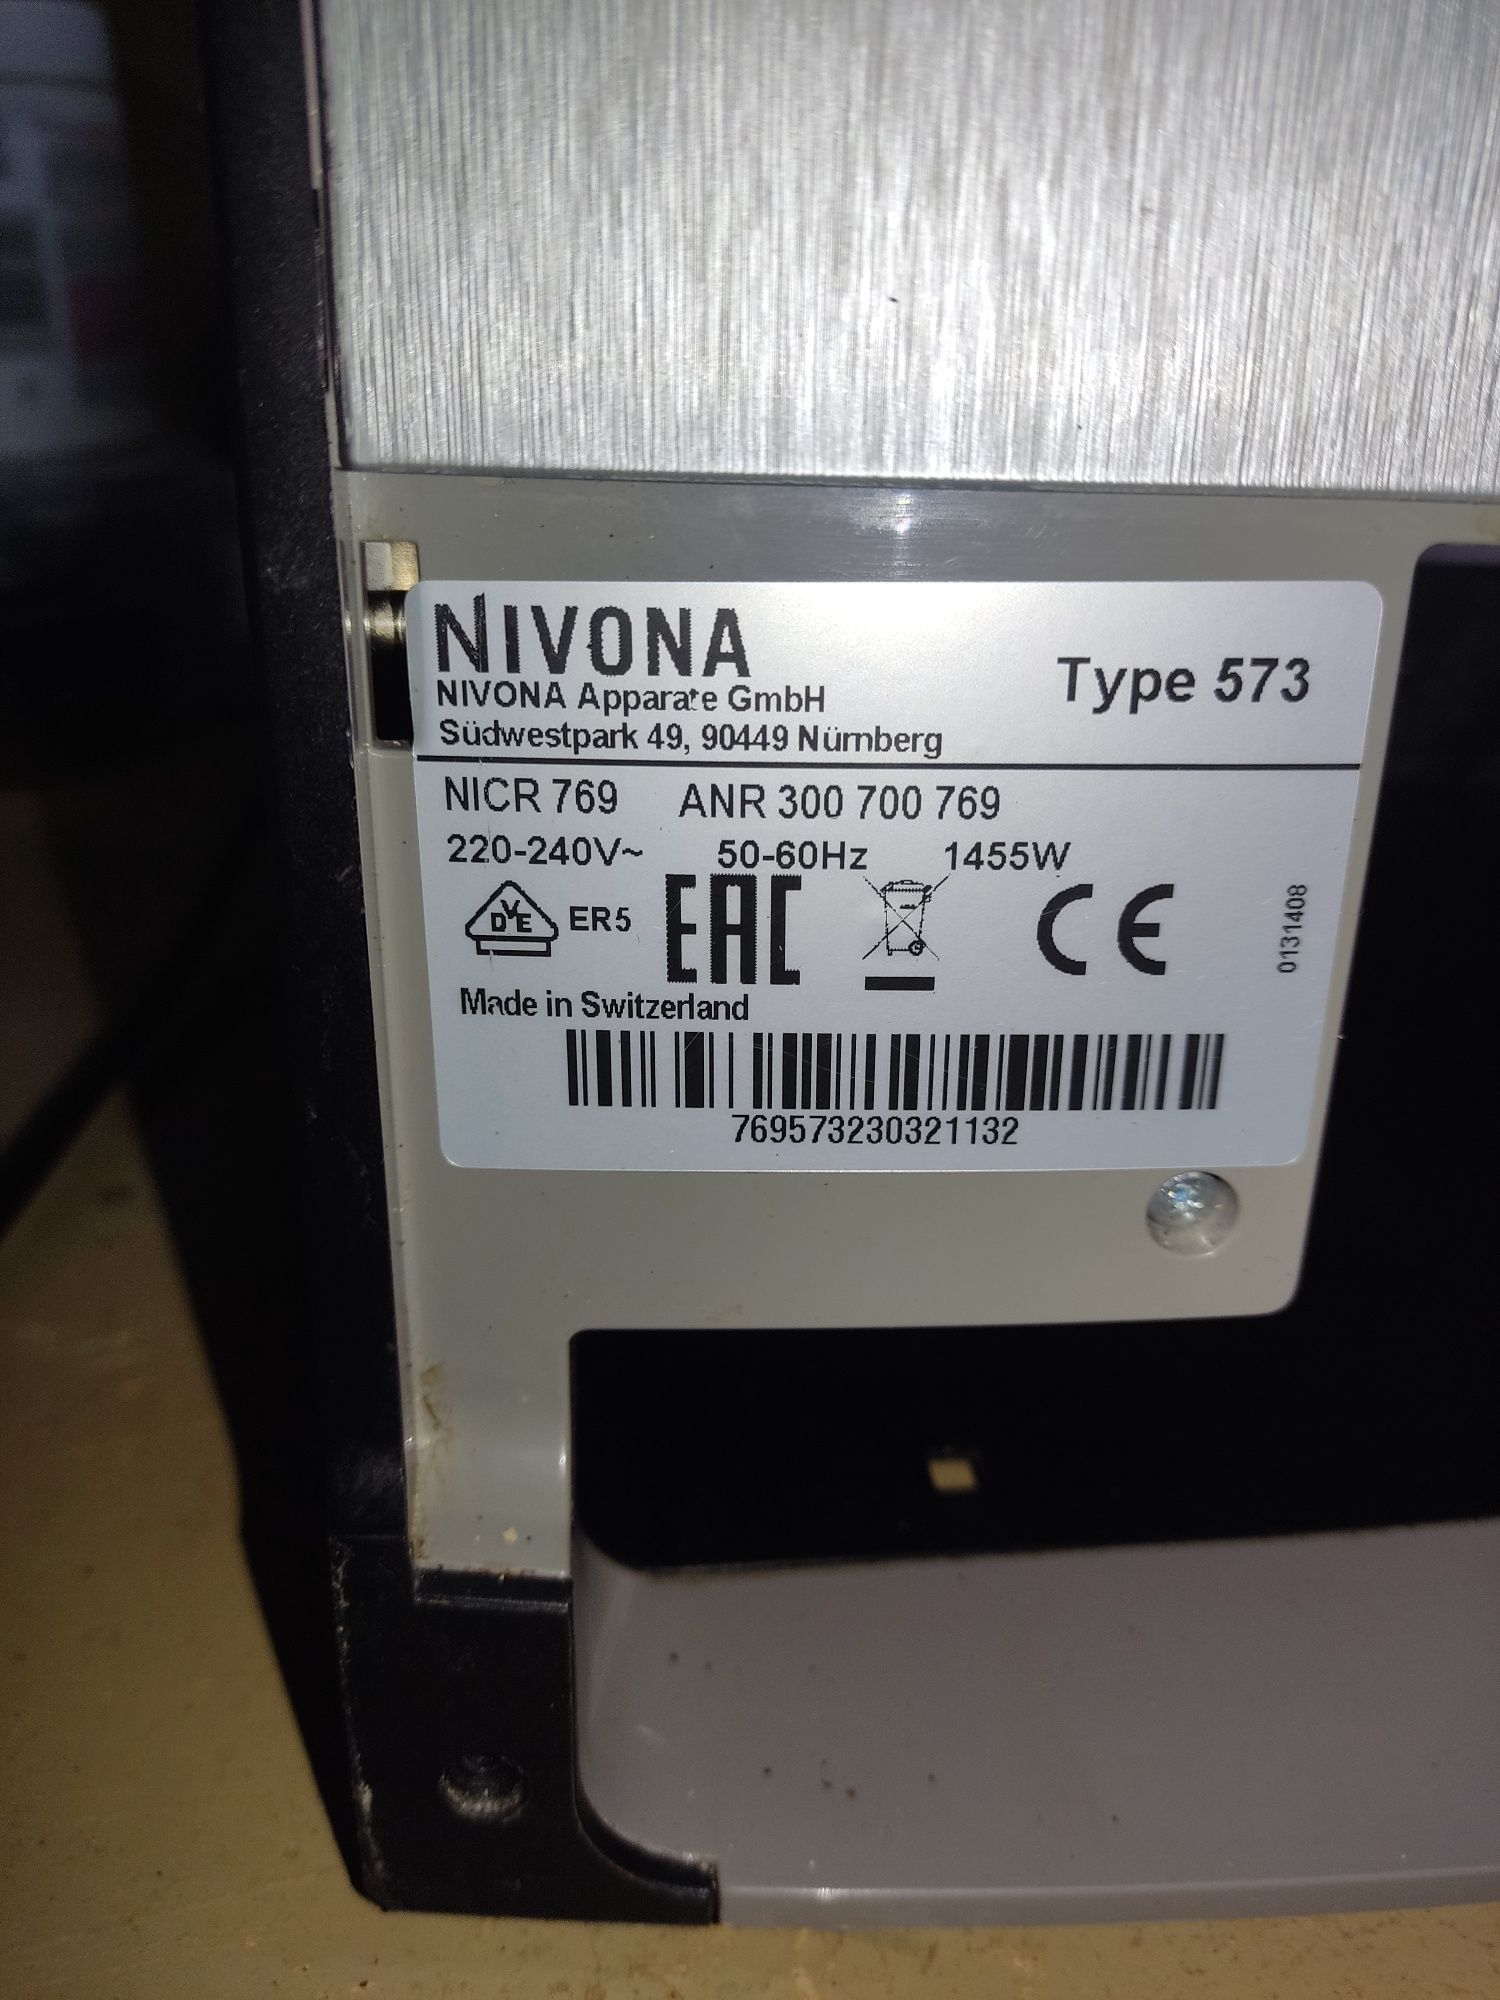 NIVONA
NIVONA Apparate GmbH
Südwestpark 49, 90449 Nürnberg
Type 573
NICR 769 ANR 300 700 769
220-240V~ 50-60Hz 1455W
DVE ER5 EAC CE
0131408
Made in Switzerland
769573230321132